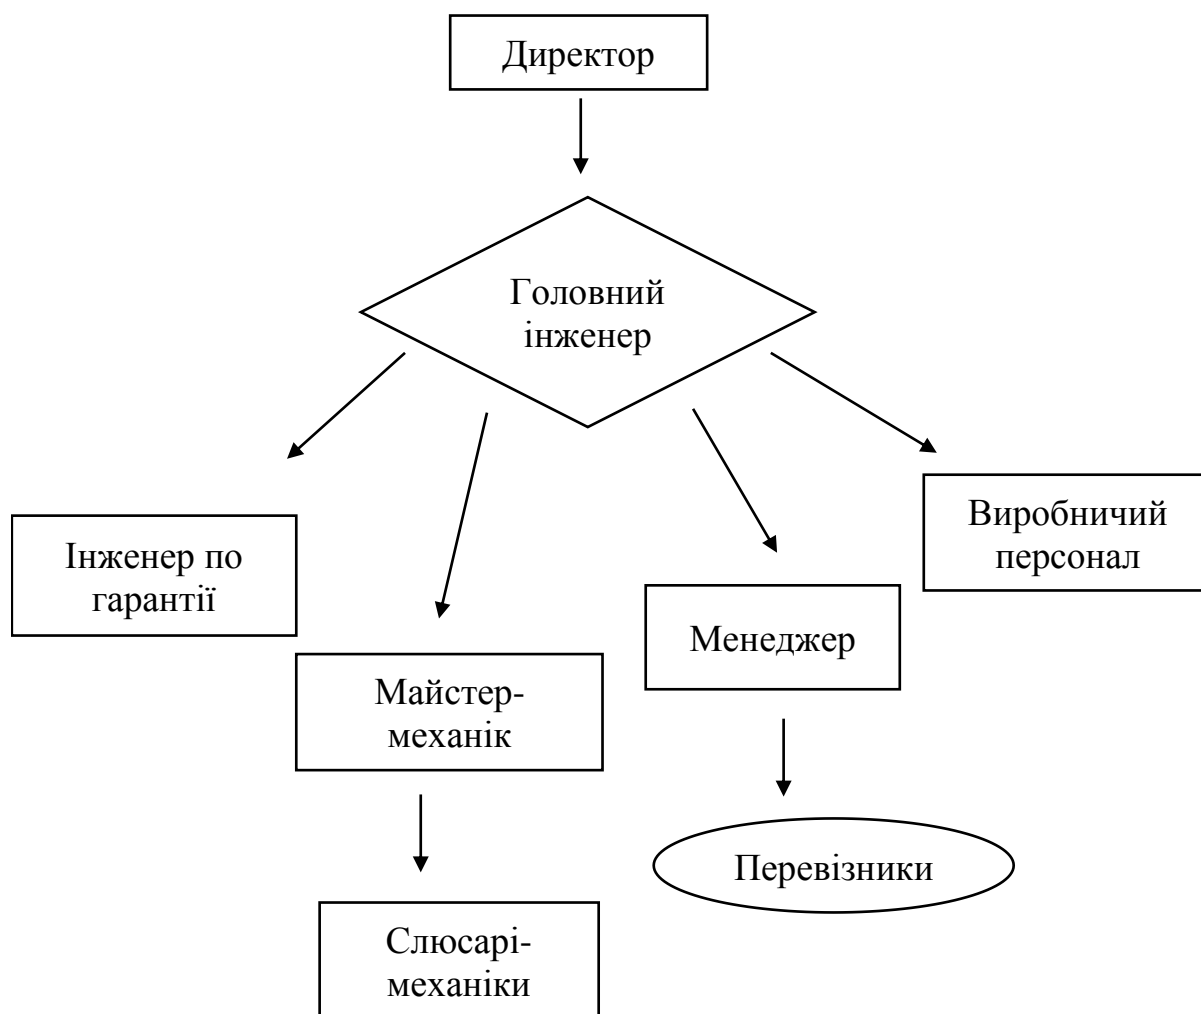 Директор
Головний
інженер
Виробничий
персонал
Інженер по
гарантії
Менеджер
Майстер-
механік
Перевізники
Слюсарі-
механіки